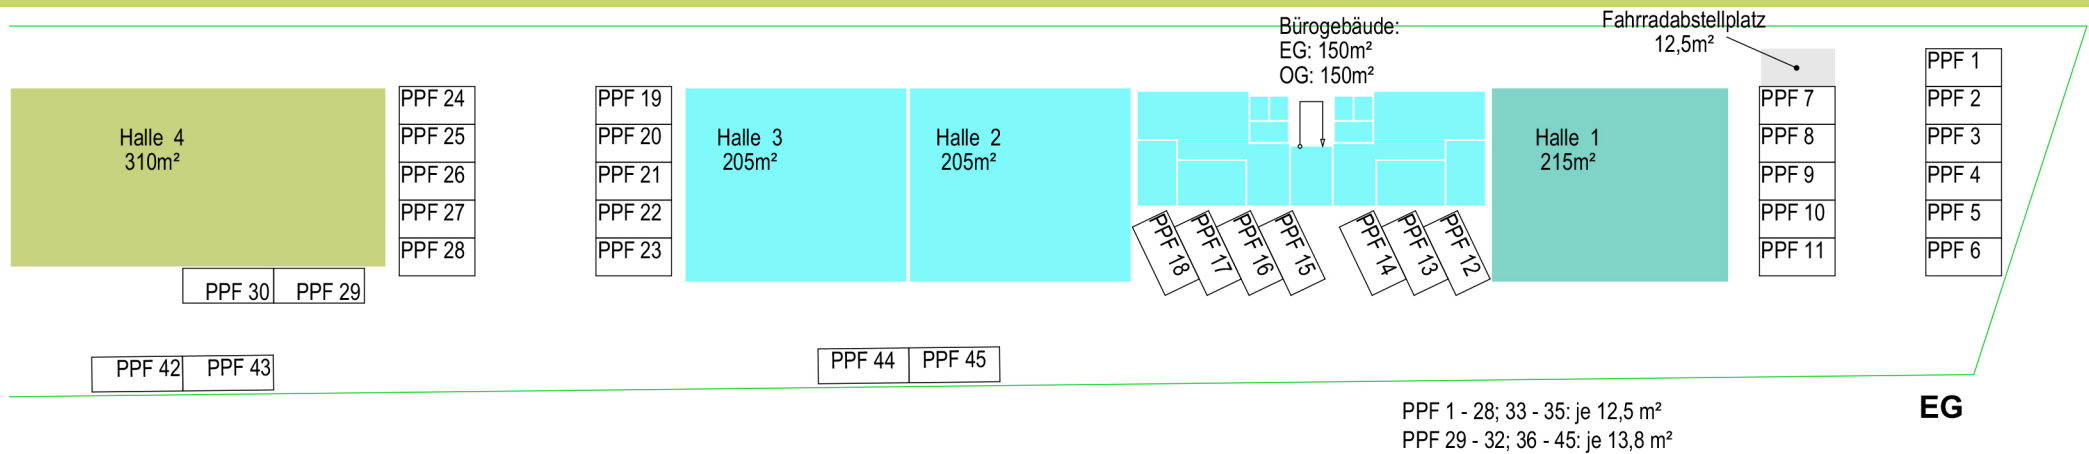 Bürogebäude:
EG: 150m²
OG: 150m²
Fahrradabstellplatz
12,5m²
Halle 4
310m²
PPF 24
PPF 25
PPF 26
PPF 27
PPF 28
PPF 19
PPF 20
PPF 21
PPF 22
PPF 23
Halle 3
205m²
Halle 2
205m²
Halle 1
215m²
PPF 7
PPF 8
PPF 9
PPF 10
PPF 11
PPF 1
PPF 2
PPF 3
PPF 4
PPF 5
PPF 6
PPF 18
PPF 17
PPF 16
PPF 15
PPF 14
PPF 13
PPF 12
PPF 30
PPF 29
PPF 42
PPF 43
PPF 44
PPF 45
PPF 1 - 28; 33 - 35: je 12,5 m²
PPF 29 - 32; 36 - 45: je 13,8 m²
EG